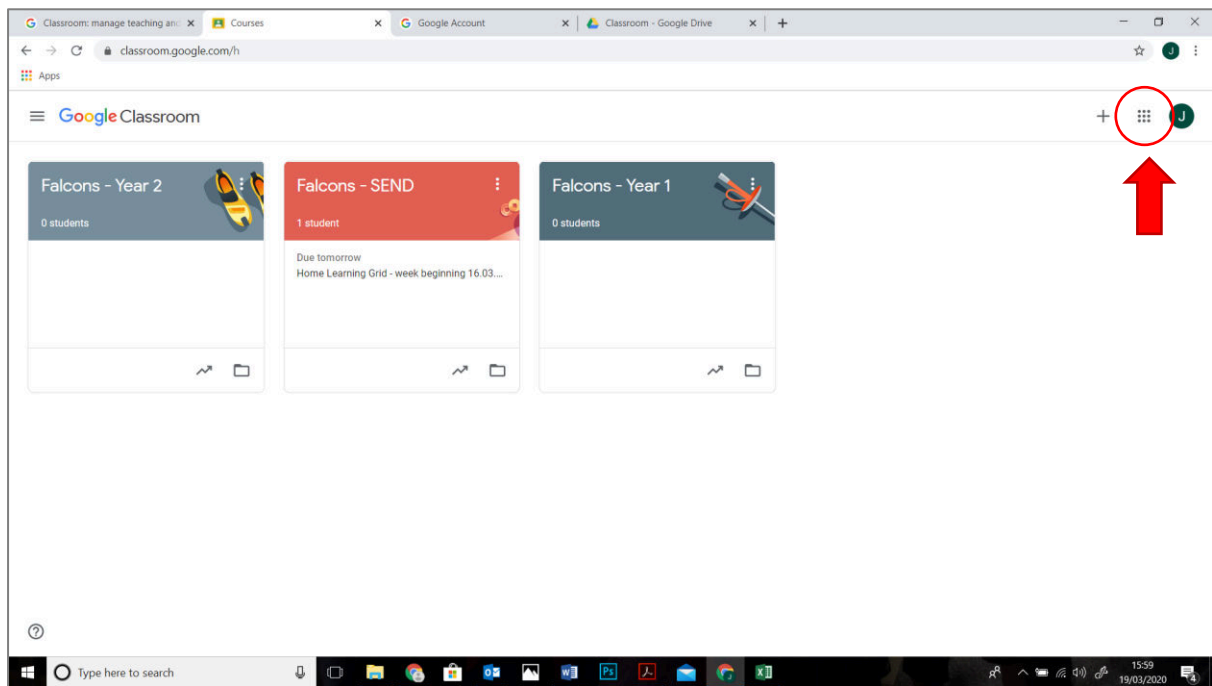 Classroom: manage teaching and
Courses
Google Account
Classroom - Google Drive
classroom.google.com/h
J
Apps
Google Classroom
J
Falcons - Year 2
0 students
Falcons - SEND
1 student
Due tomorrow
Home Learning Grid - week beginning 16.03....
Falcons - Year 1
0 students
Type here to search
15:59
19/03/2020
4